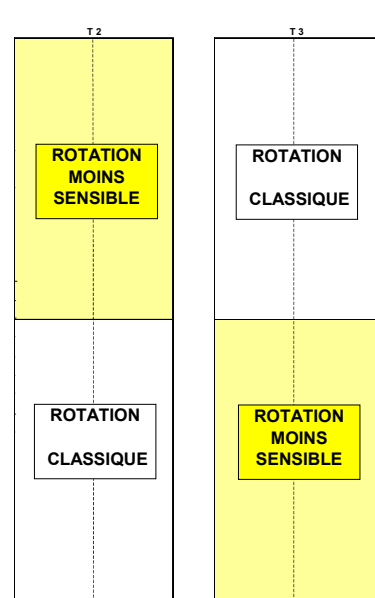 T 2
ROTATION
MOINS
SENSIBLE
ROTATION
CLASSIQUE
T 3
ROTATION
CLASSIQUE
ROTATION
MOINS
SENSIBLE